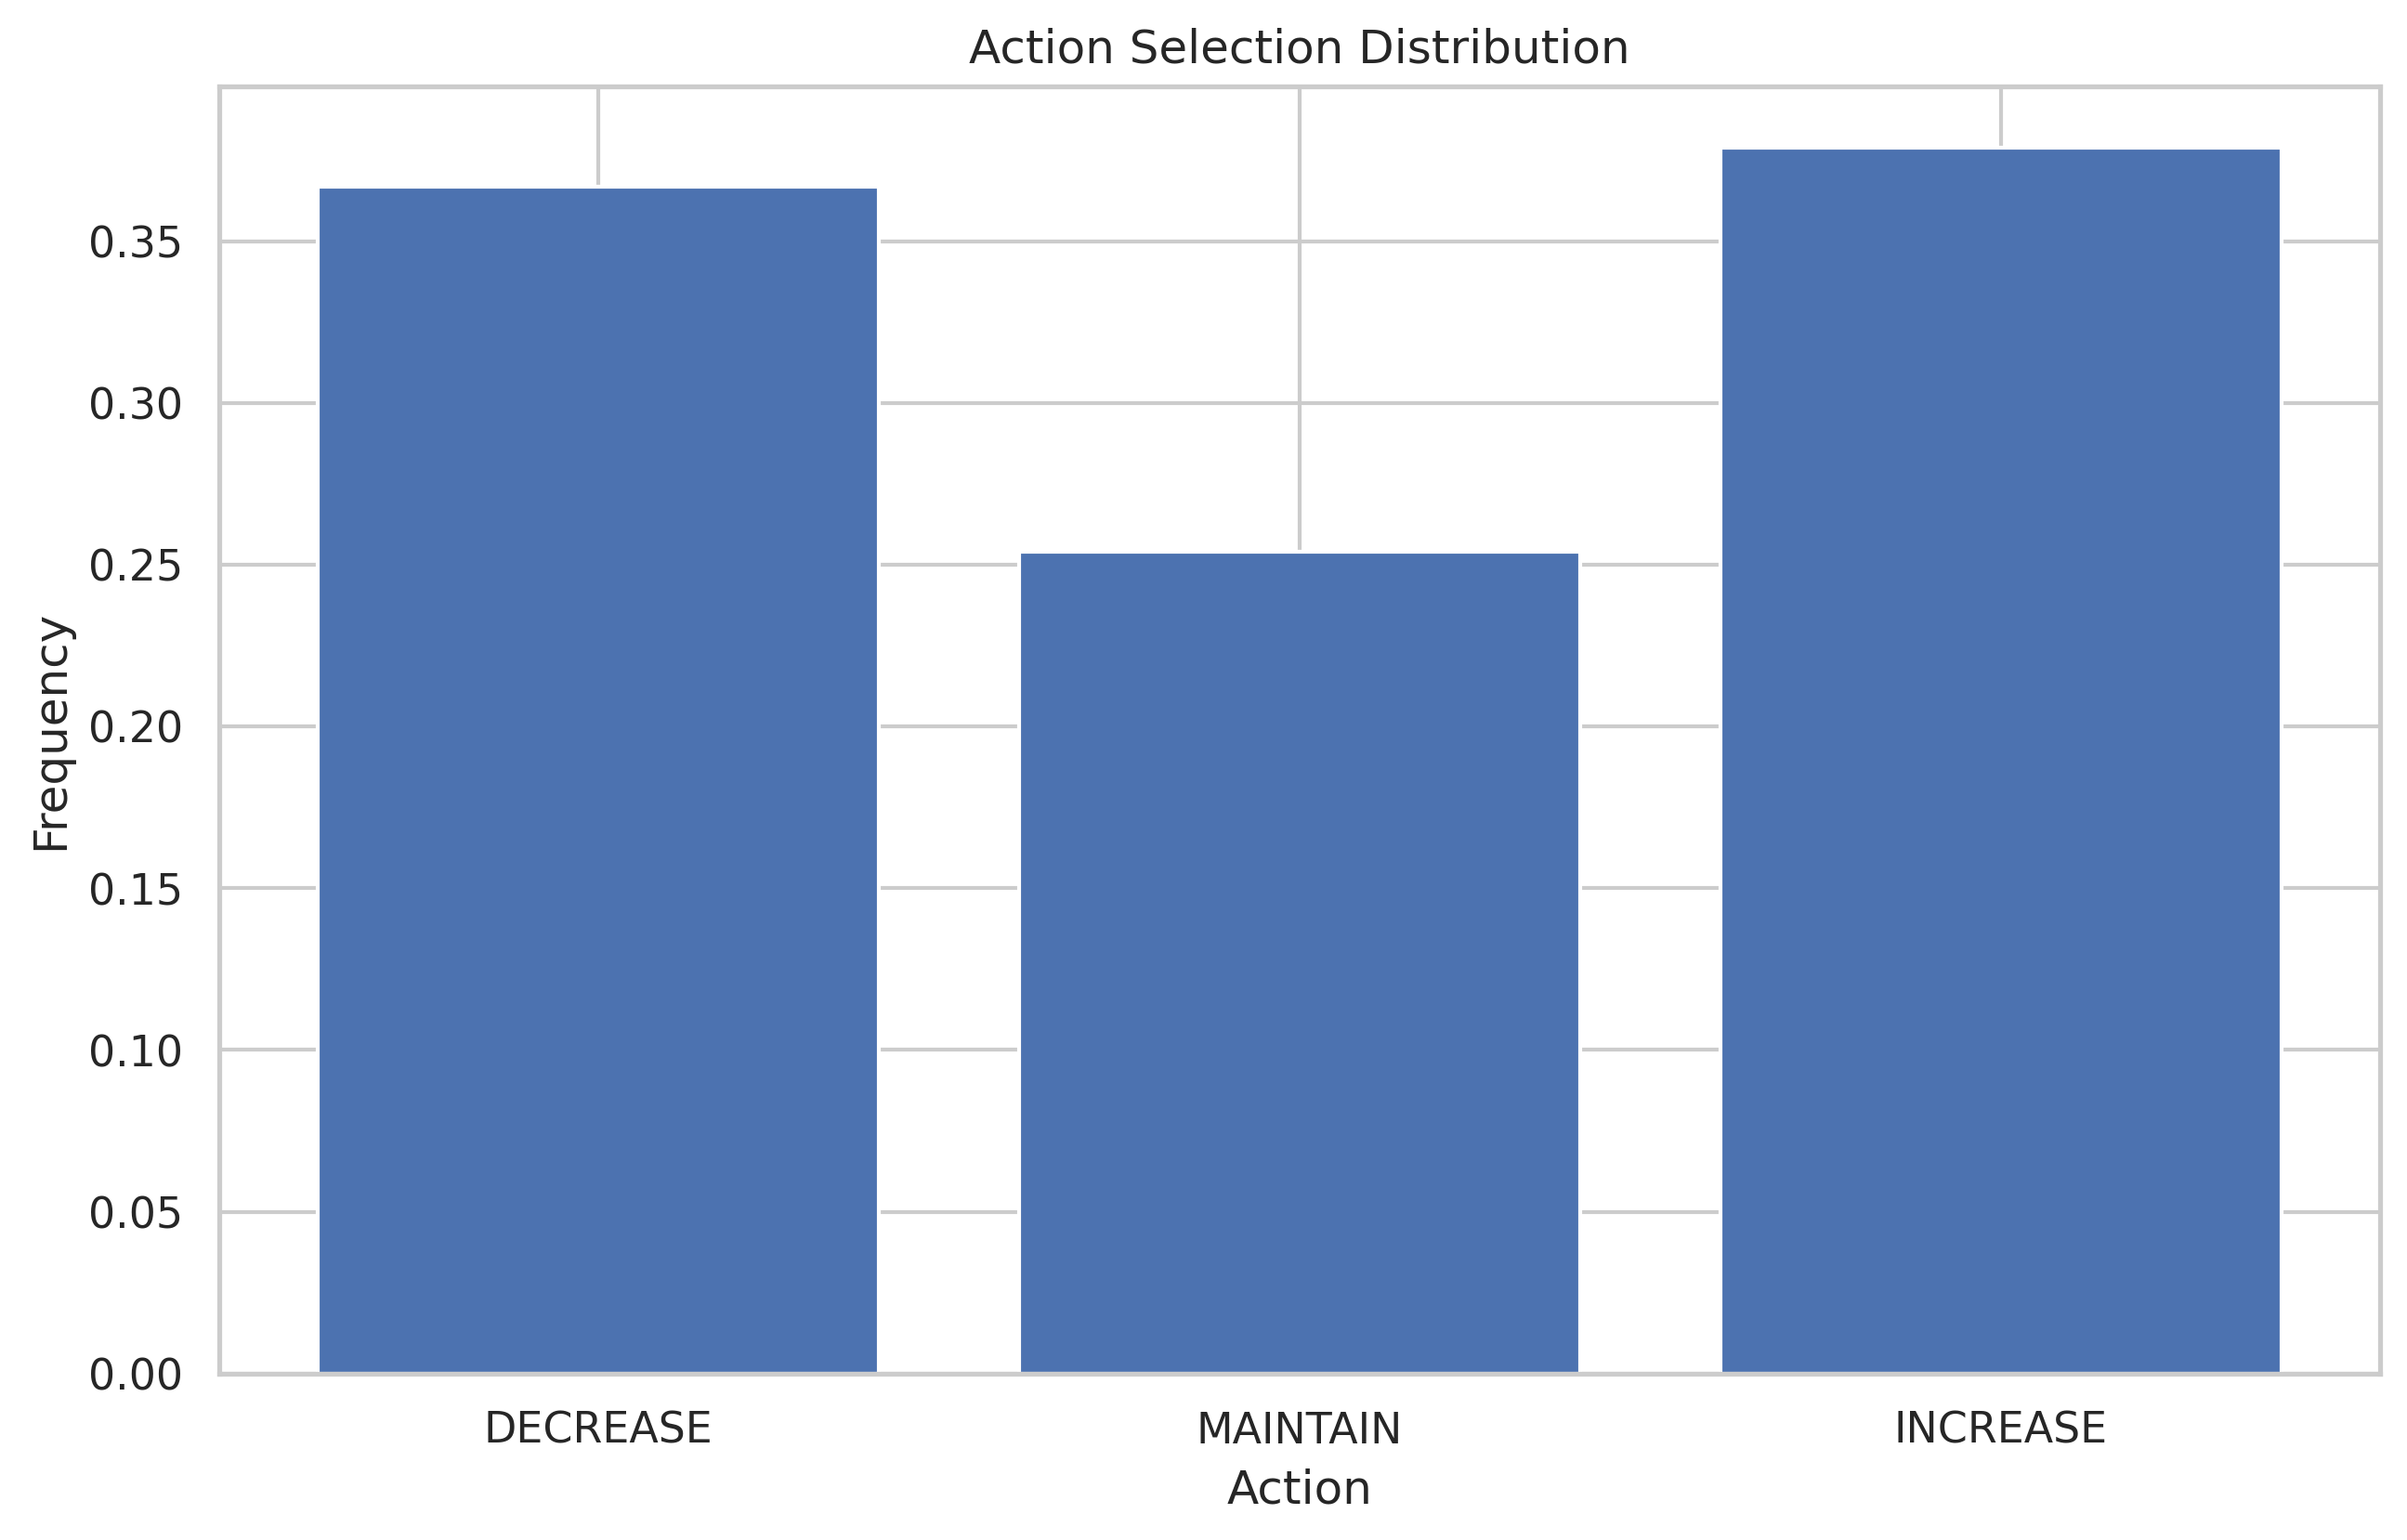 Action Selection Distribution
Frequency
0.35
0.30
0.25
0.20
0.15
0.10
0.05
0.00
DECREASE
MAINTAIN
INCREASE
Action